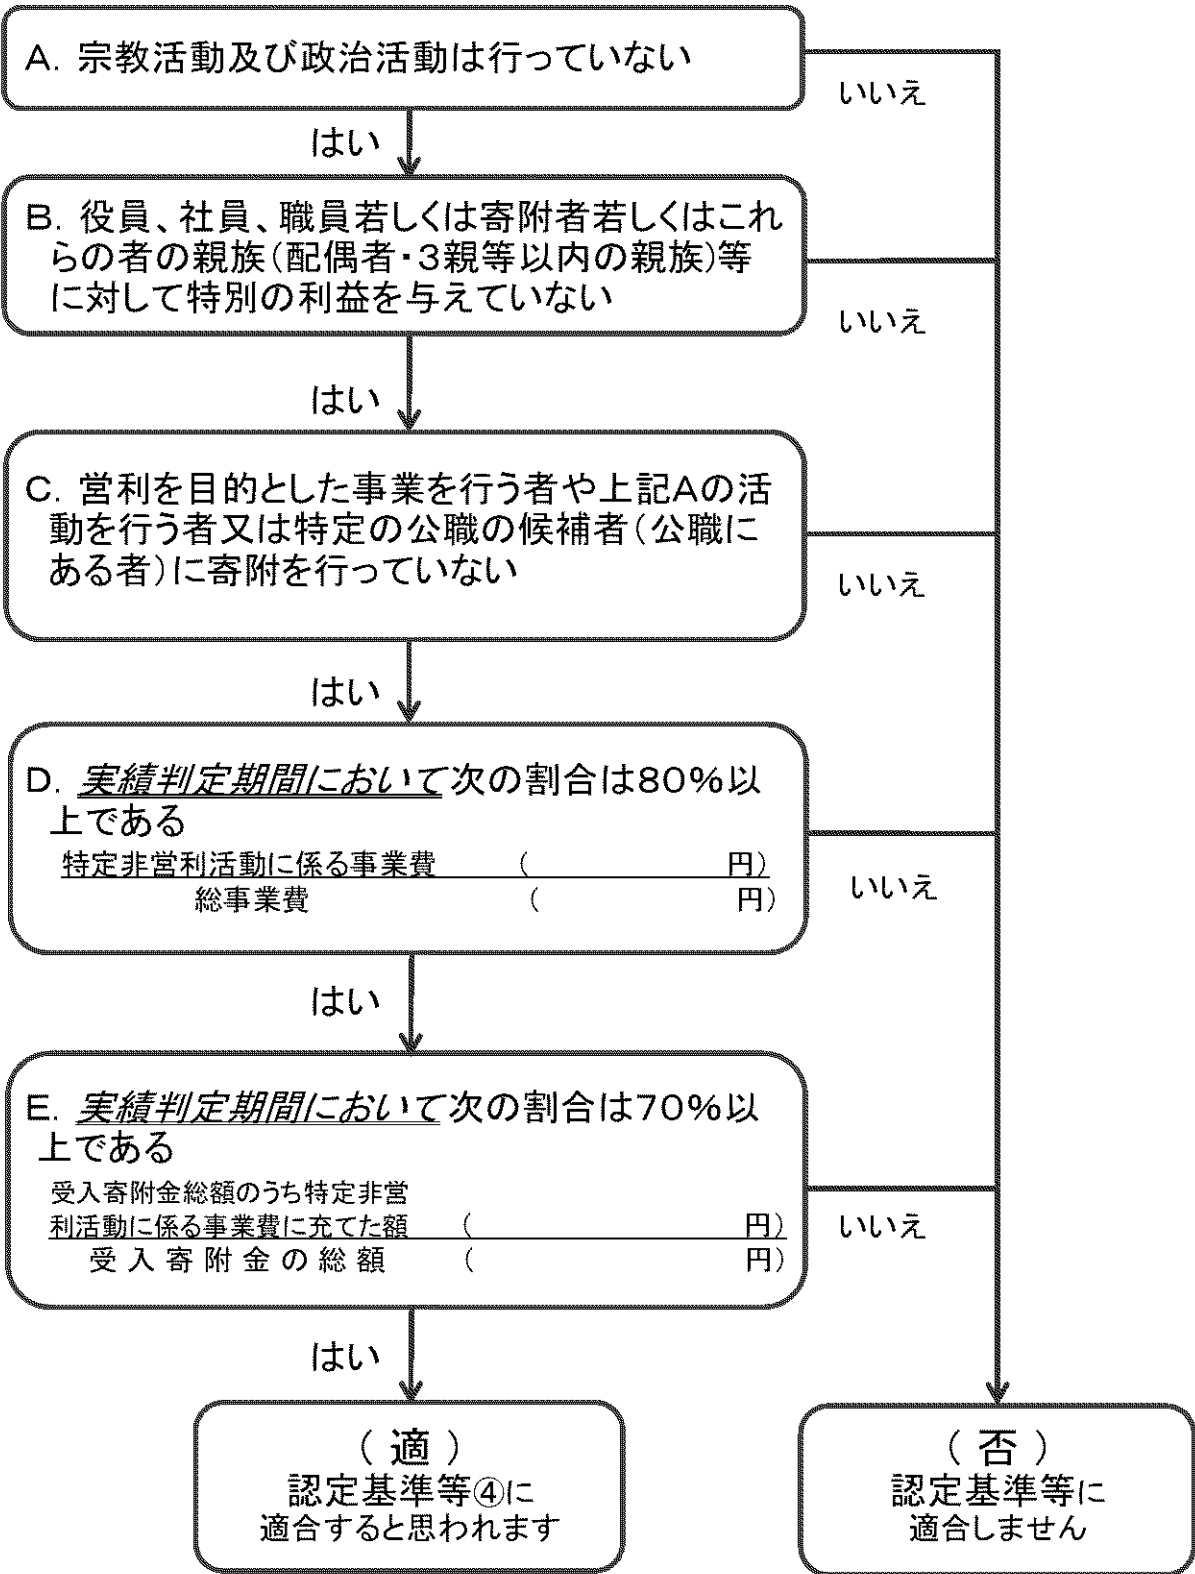 A. 宗教活動及び政治活動は行っていない
いいえ
はい
B. 役員、社員、職員若しくは寄附者若しくはこれ
らの者の親族(配偶者・3親等以内の親族)等
に対して特別の利益を与えていない
いいえ
はい
C. 営利を目的とした事業を行う者や上記Aの活
動を行う者又は特定の公職の候補者(公職に
ある者)に寄附を行っていない
いいえ
はい
D. 実績判定期間において次の割合は80%以
上である
特定非営利活動に係る事業費 ( 円)
総事業費 ( 円)
いいえ
はい
E. 実績判定期間において次の割合は70%以
上である
受入寄附金総額のうち特定非営
利活動に係る事業費に充てた額 ( 円)
受入寄附金の総額 ( 円)
いいえ
はい
(適)
認定基準等④に
適合すると思われます
(否)
認定基準等に
適合しません